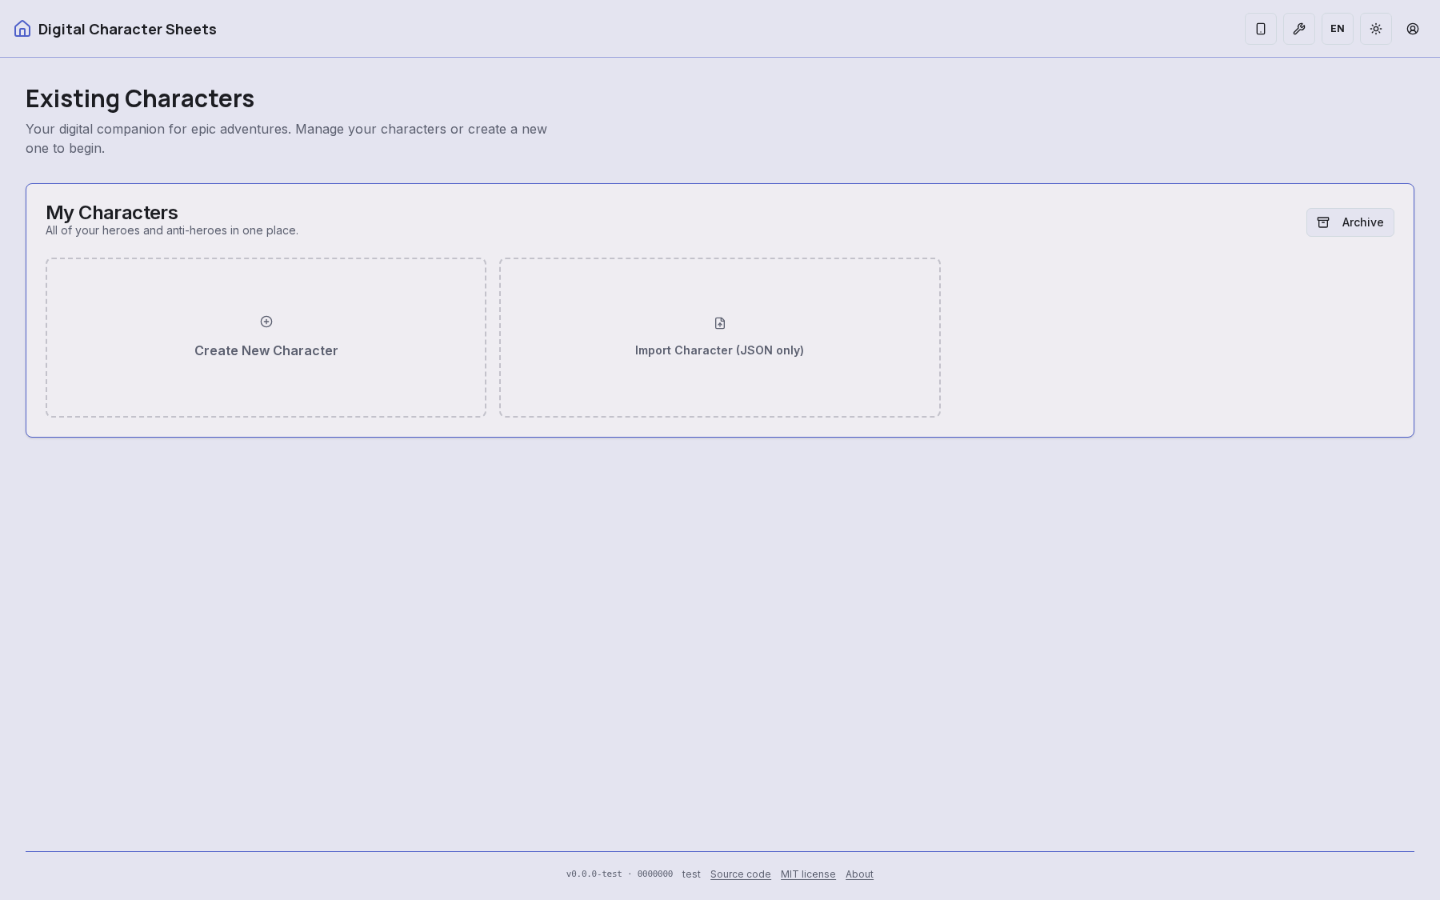 Digital Character Sheets
EN
Existing Characters
Your digital companion for epic adventures. Manage your characters or create a new
one to begin.
My Characters
All of your heroes and anti-heroes in one place.
Archive
Create New Character
Import Character (JSON only)
v0.0.0-test · 0000000 test Source code MIT license About